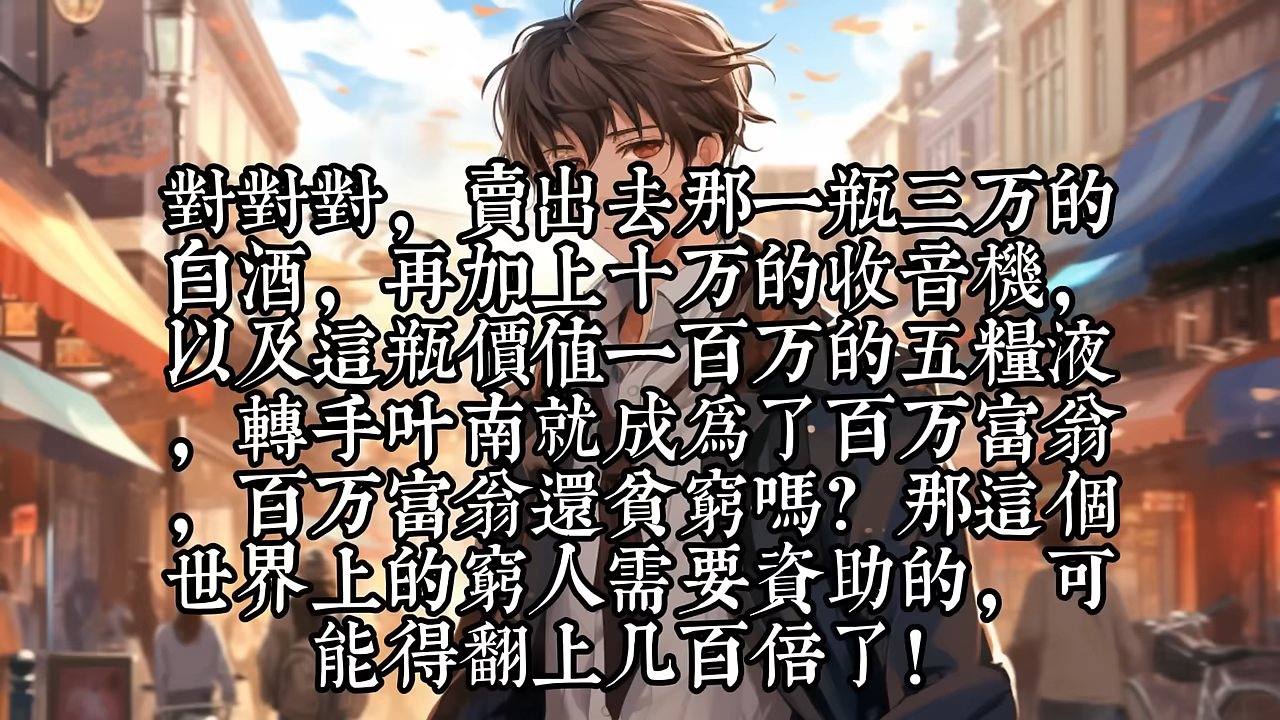 對對對，賣出去那一瓶三万的
白酒，再加上十万的收音機，
以及這瓶價值一百万的五糧液
，轉手叶南就成爲了百万富翁
，百万富翁還貧窮嗎？那這個
世界上的窮人需要資助的，可
能得翻上几百倍了！